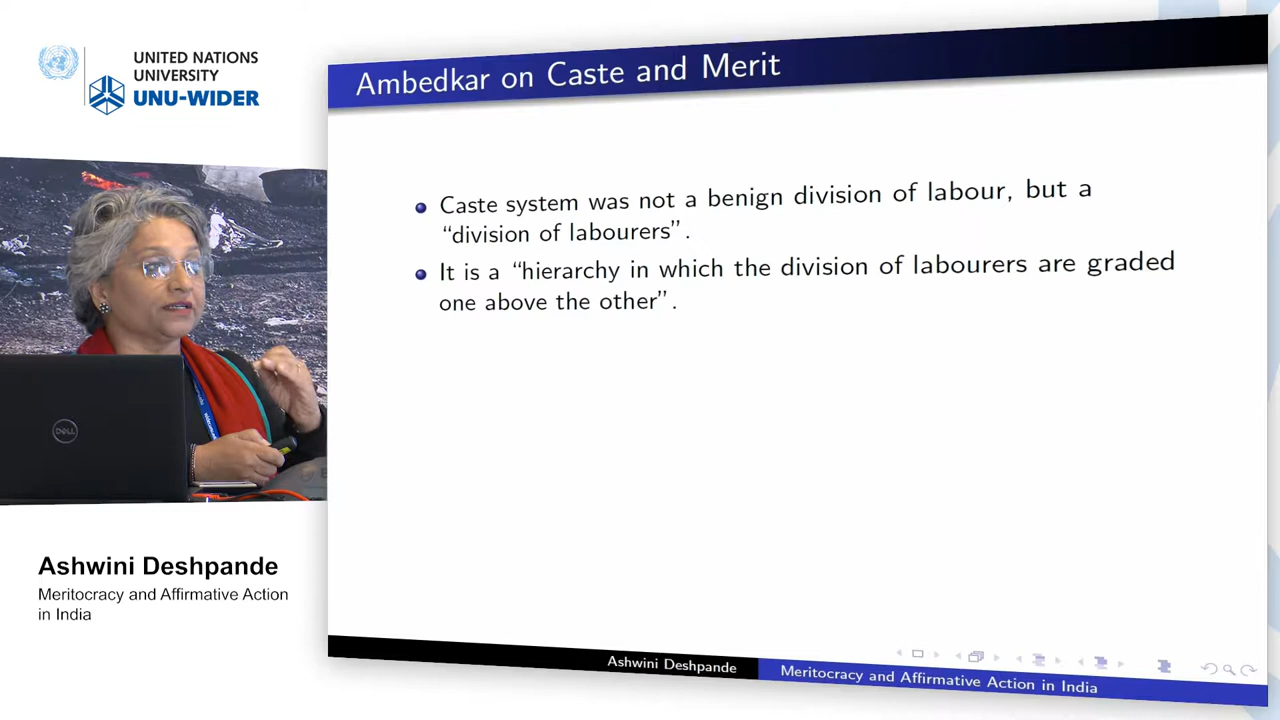 UNITED NATIONS
UNIVERSITY
UNU-WIDER
Ambedkar on Caste and Merit
Caste system was not a benign division of labour, but a
“division of labourers”.
It is a “hierarchy in which the division of labourers are graded
one above the other”.
DELL
Ashwini Deshpande
Meritocracy and Affirmative Action
in India
Ashwini Deshpande
Meritocracy and Affirmative Action in India